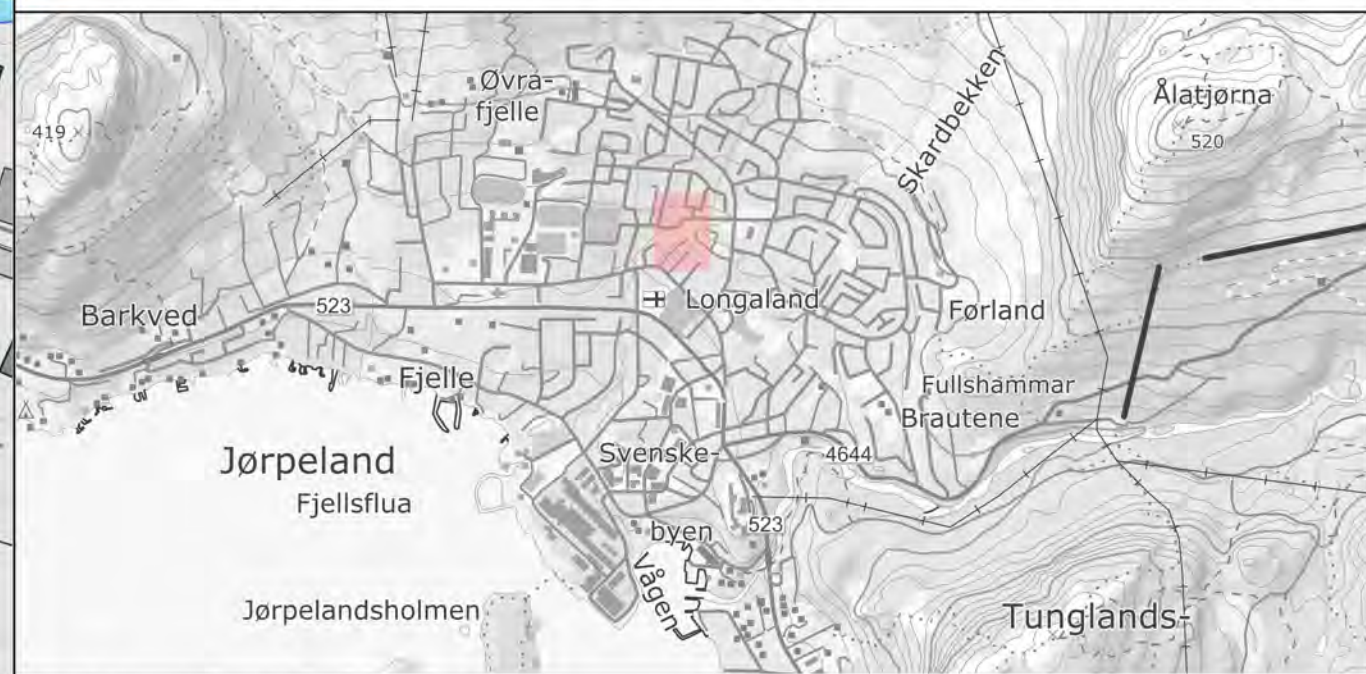 Øvra-
fjelle
Skardbekken
Ålatjørna
520
419
Barkved
523
Longaland
Førland
Fjelle
Fullshammar
Brautene
Jørpeland
Svenske-
4644
Fjellsflua
byen
523
Vågen
Jørpelandsholmen
Tunglands-